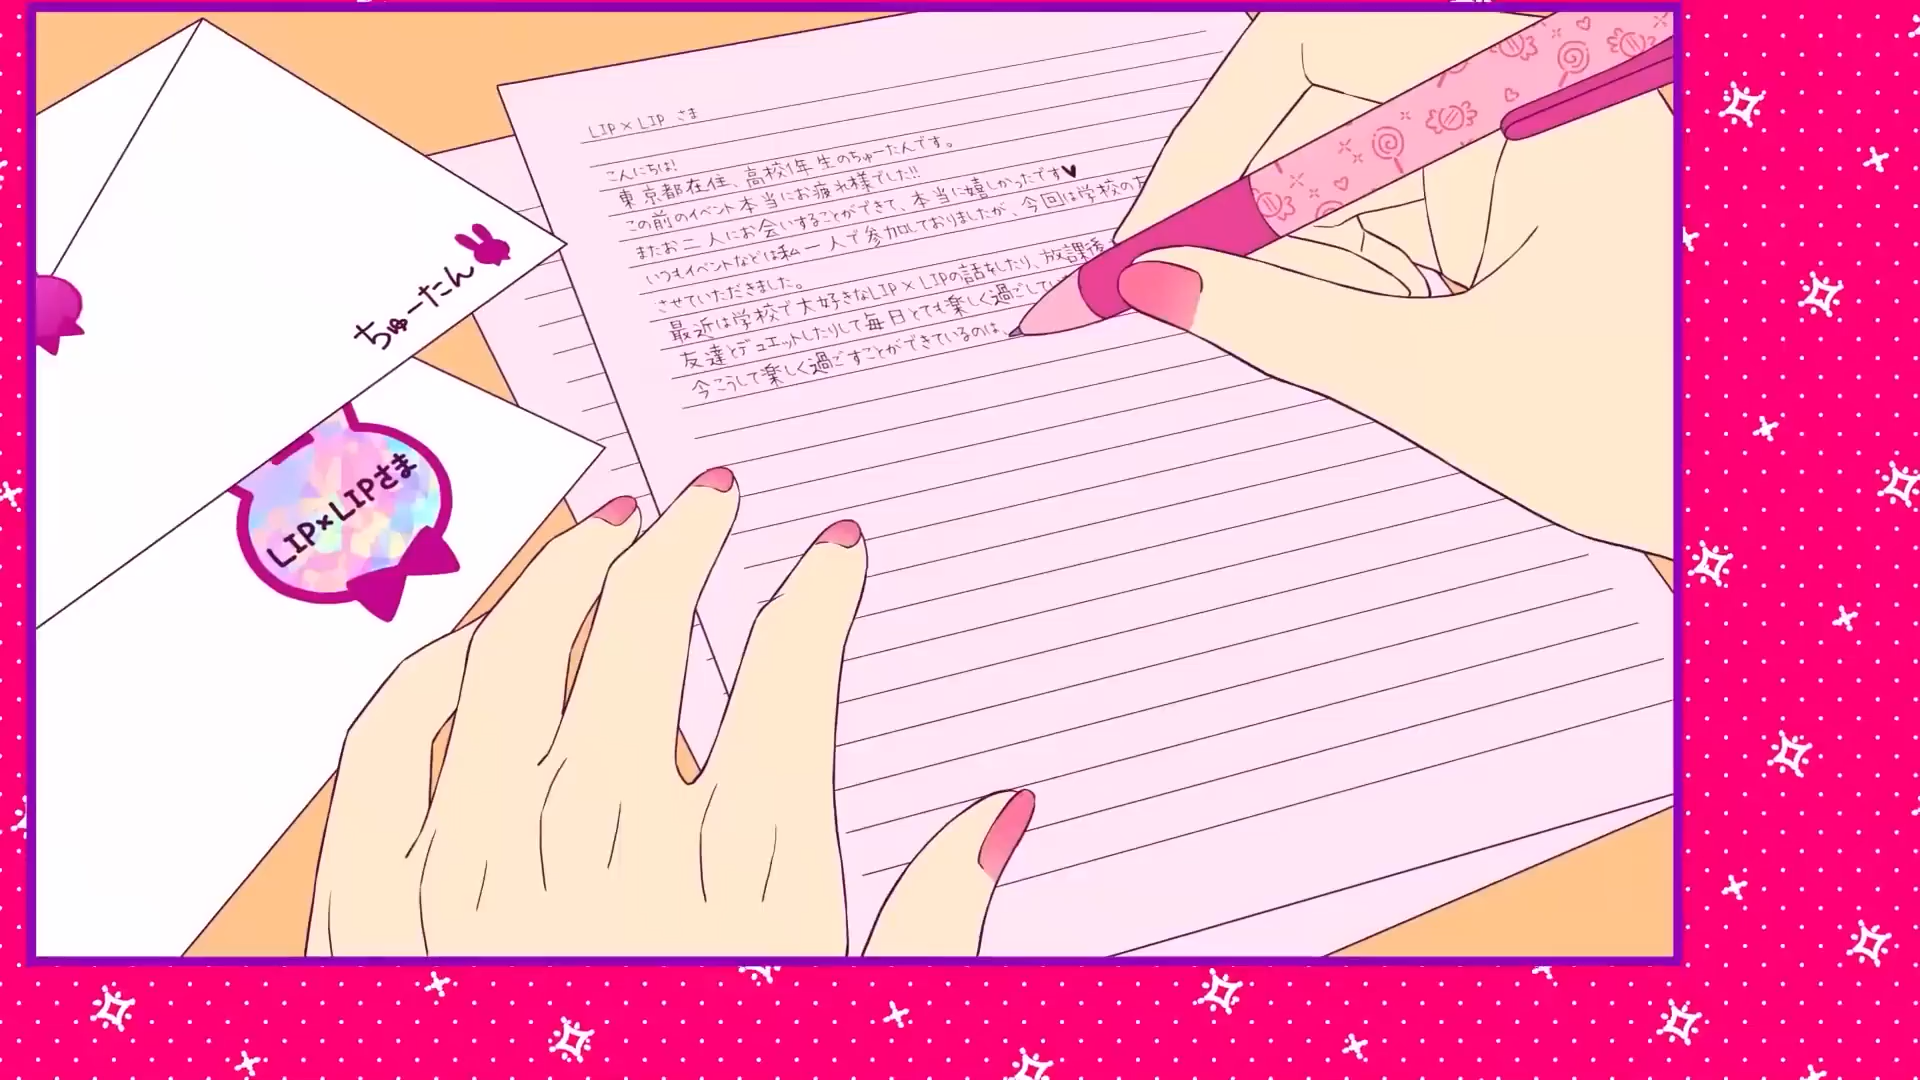 LIP×LIP さま
こんにちは!
東京都在住、高校1年生のちゅーたんです。
この前のイベント本当にお疲れ様でした!!
またお二人にお会いすることができて、本当に嬉しかったです♥
いつもイベントなどは私一人で参加しておりましたが、今回は学校の友
させていただきました。
最近は学校で大好きなLIP×LIPの話をしたり、放課後
友達とデュエットしたりして毎日とても楽しく過ごしてい
今こうして楽しく過ごすことができているのは、
ちゅーたん
LIP×LIPさま